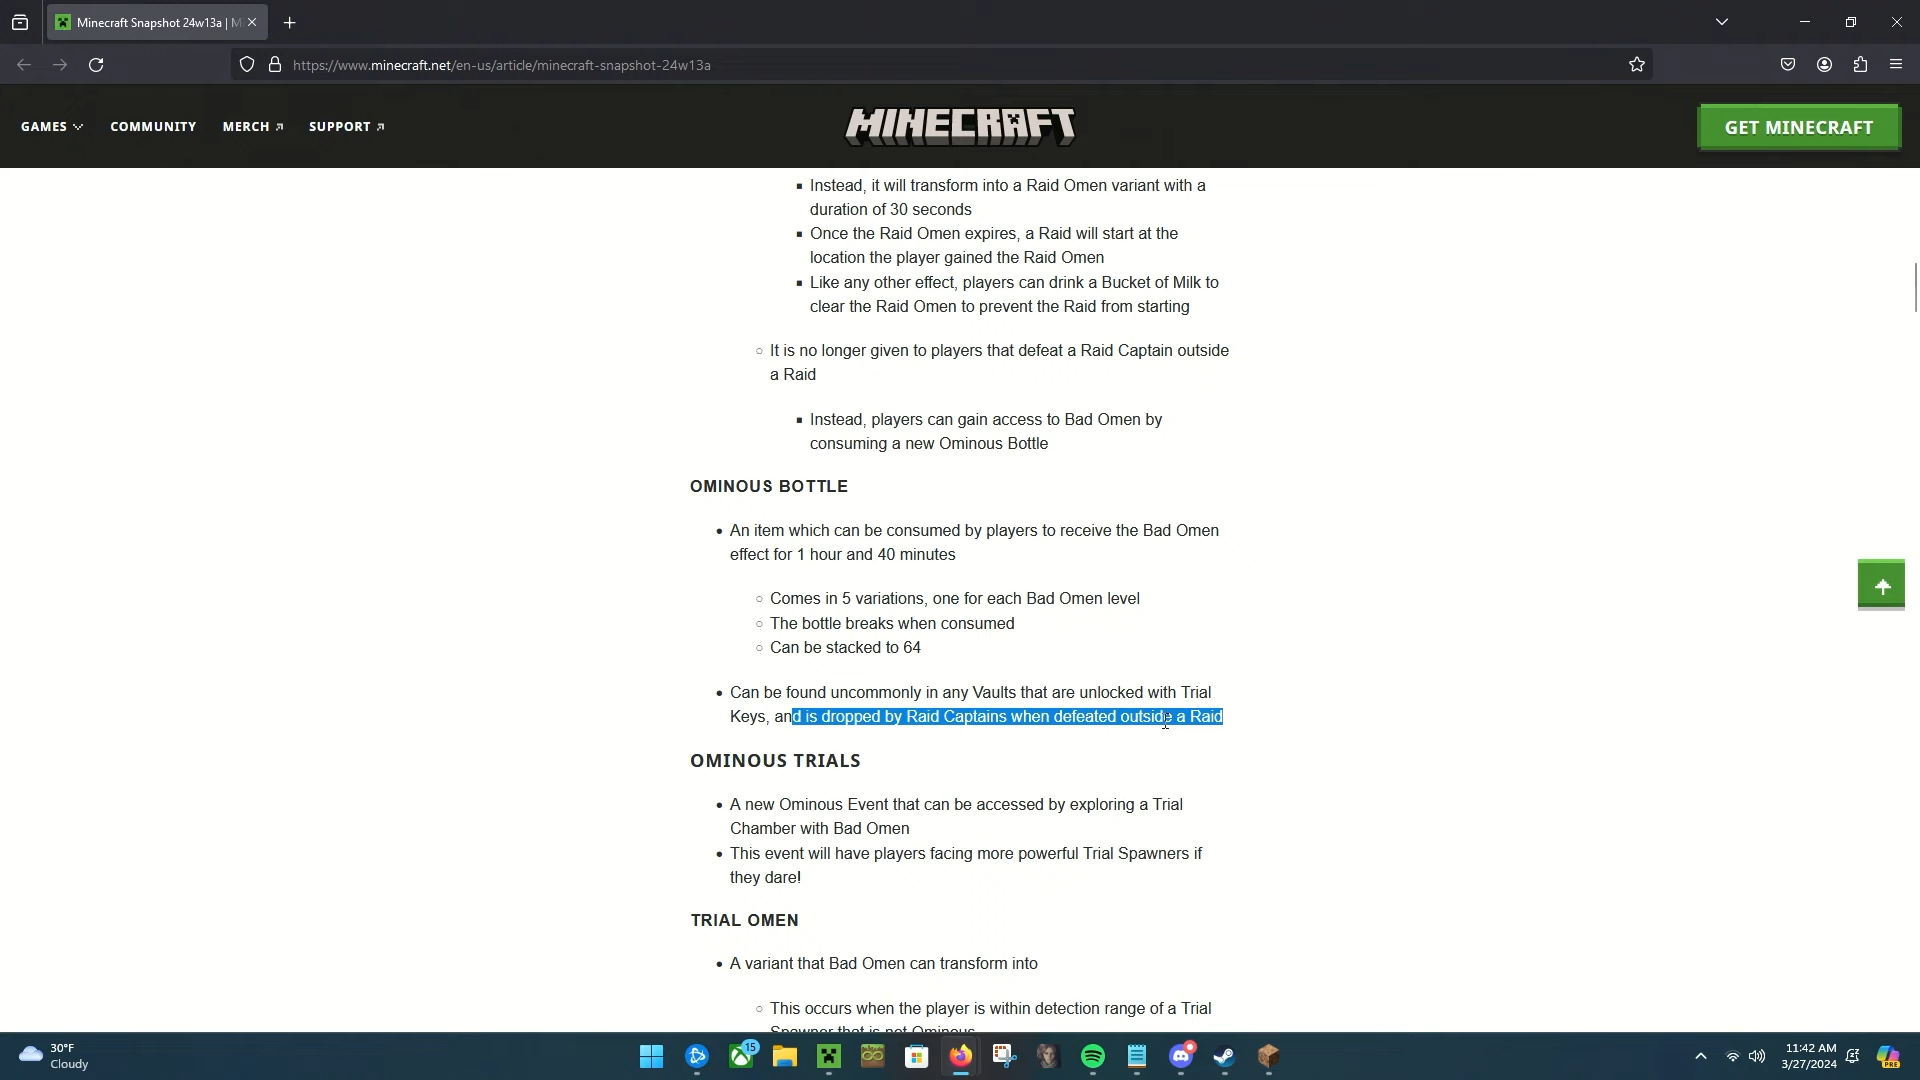 Minecraft Snapshot 24w13a | M
https://www.minecraft.net/en-us/article/minecraft-snapshot-24w13a
GAMES
COMMUNITY
MERCH
SUPPORT
MINECRAFT
GET MINECRAFT
Instead, it will transform into a Raid Omen variant with a
duration of 30 seconds
Once the Raid Omen expires, a Raid will start at the
location the player gained the Raid Omen
Like any other effect, players can drink a Bucket of Milk to
clear the Raid Omen to prevent the Raid from starting
It is no longer given to players that defeat a Raid Captain outside
a Raid
Instead, players can gain access to Bad Omen by
consuming a new Ominous Bottle
OMINOUS BOTTLE
An item which can be consumed by players to receive the Bad Omen
effect for 1 hour and 40 minutes
Comes in 5 variations, one for each Bad Omen level
The bottle breaks when consumed
Can be stacked to 64
Can be found uncommonly in any Vaults that are unlocked with Trial
Keys, and is dropped by Raid Captains when defeated outside a Raid
OMINOUS TRIALS
A new Ominous Event that can be accessed by exploring a Trial
Chamber with Bad Omen
This event will have players facing more powerful Trial Spawners if
they dare!
TRIAL OMEN
A variant that Bad Omen can transform into
This occurs when the player is within detection range of a Trial
Spawner that is not Ominous
30°F
Cloudy
15
11:42 AM
3/27/2024
PRE